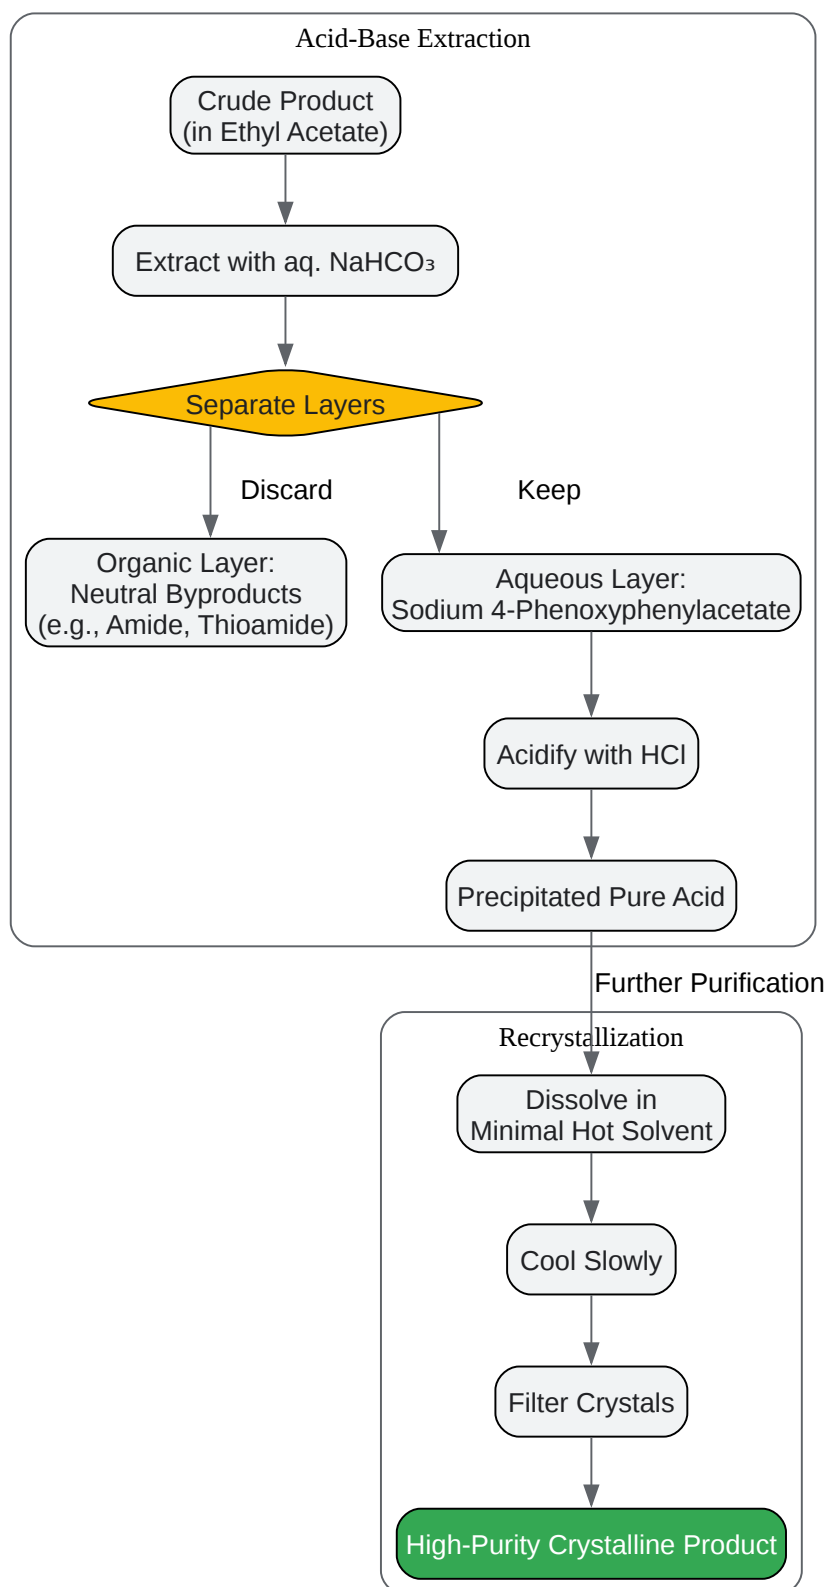 Acid-Base Extraction
Crude Product
(in Ethyl Acetate)
Extract with aq. NaHCO₃
Separate Layers
Discard
Keep
Organic Layer:
Neutral Byproducts
(e.g., Amide, Thioamide)
Aqueous Layer:
Sodium 4-Phenoxyphenylacetate
Acidify with HCl
Precipitated Pure Acid
Further Purification
Recrystallization
Dissolve in
Minimal Hot Solvent
Cool Slowly
Filter Crystals
High-Purity Crystalline Product